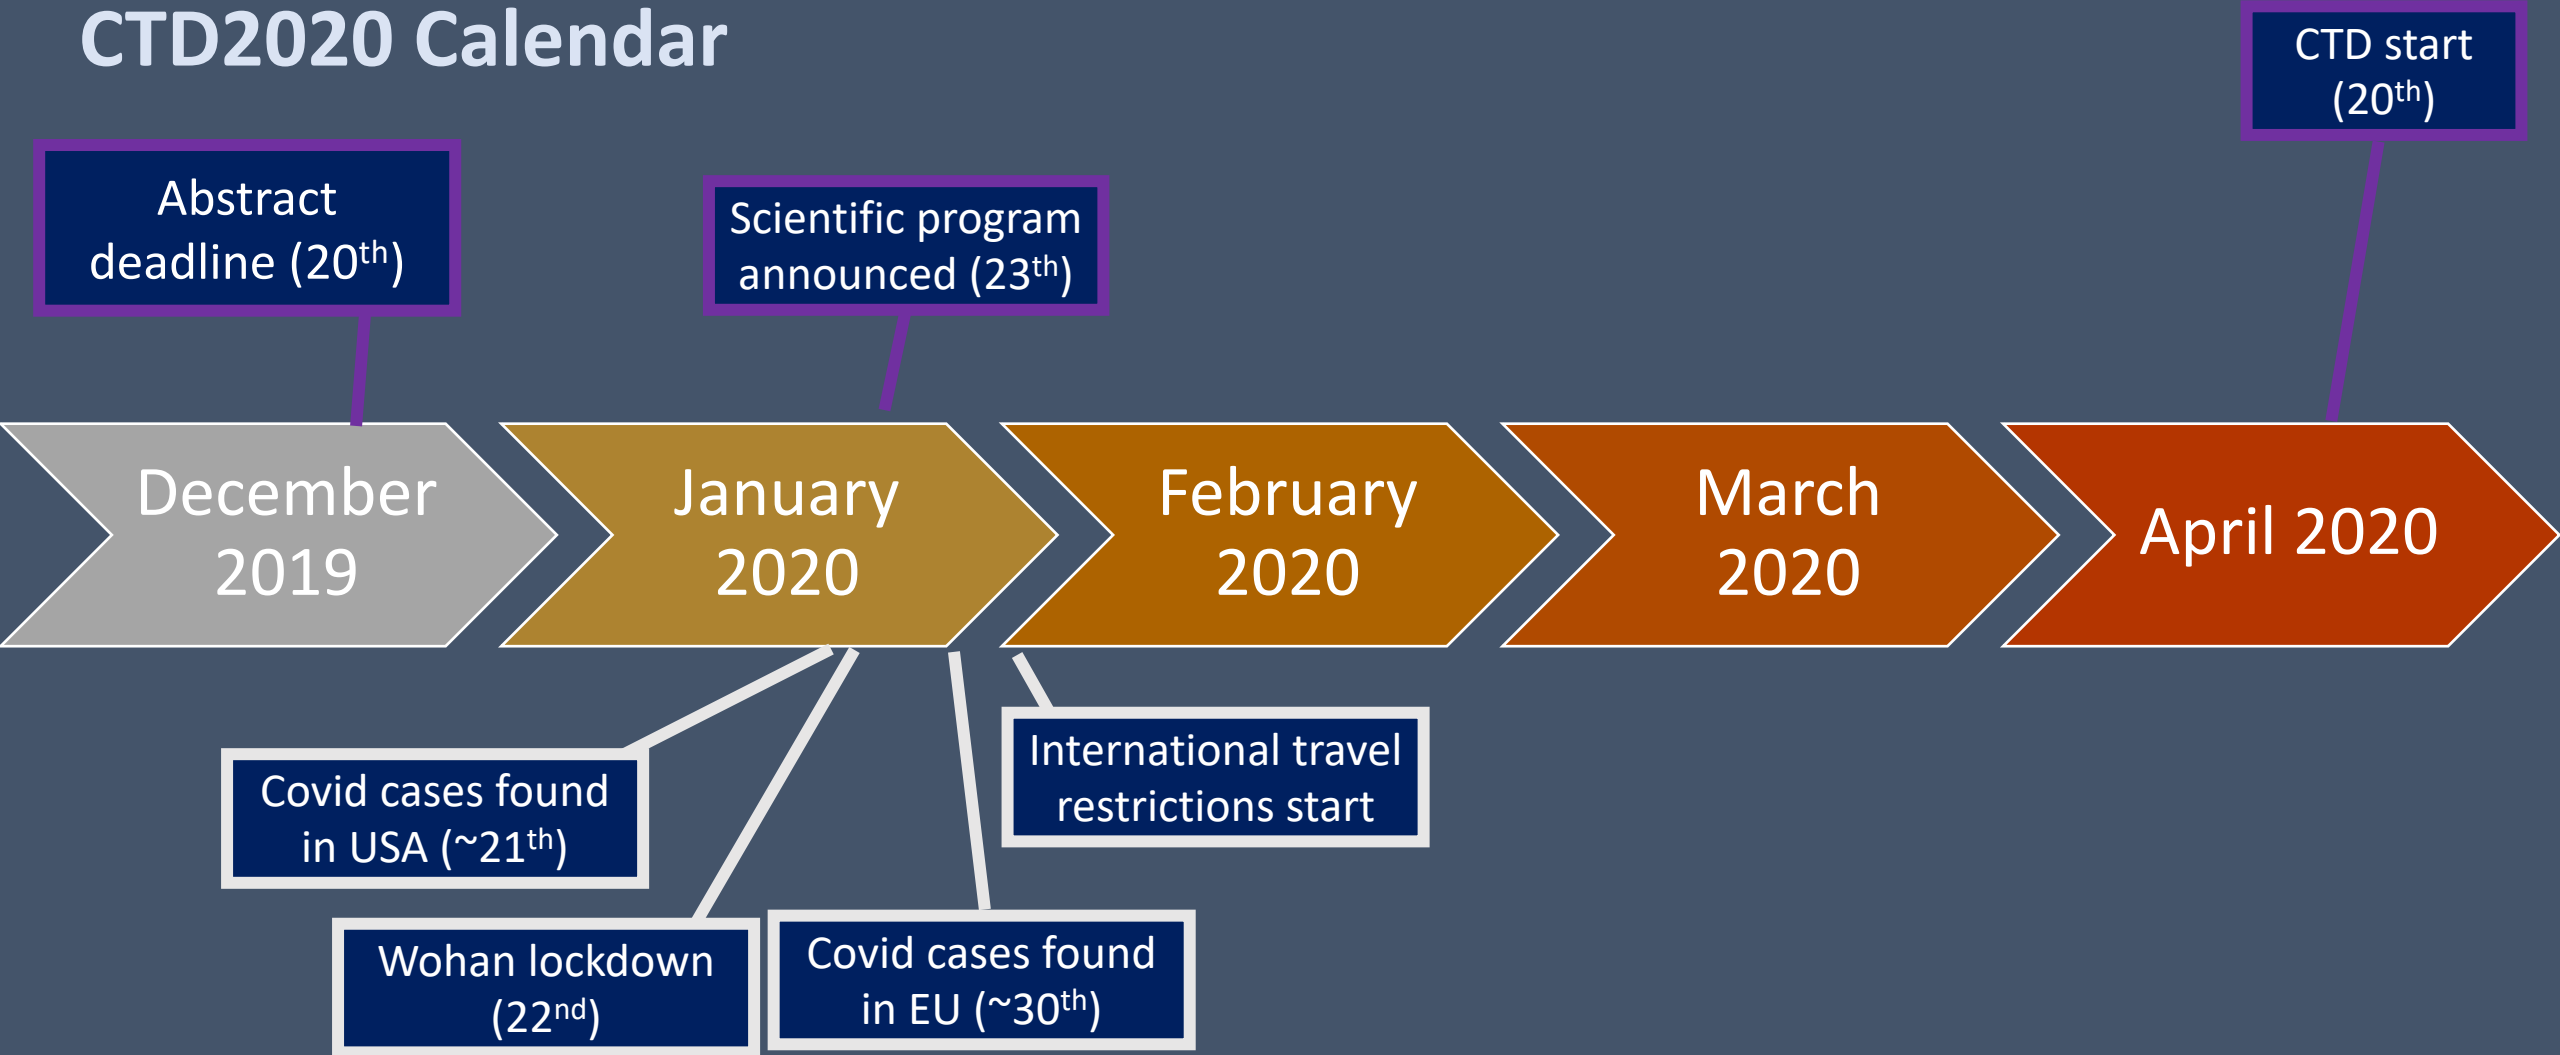 CTD2020 Calendar
CTD start
(20th)
Abstract
deadline (20th)
Scientific program
announced (23th)
December
2019
January
2020
February
2020
March
2020
April 2020
International travel
restrictions start
Covid cases found
in USA (~21th)
Wohan lockdown
(22nd)
Covid cases found
in EU (~30th)